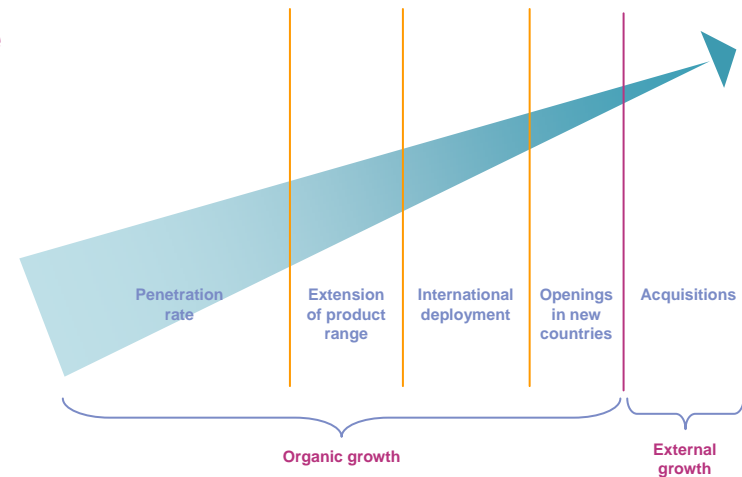 Penetration
rate
Extension
of product
range
International
deployment
Openings
in new
countries
Acquisitions
Organic growth
External
growth